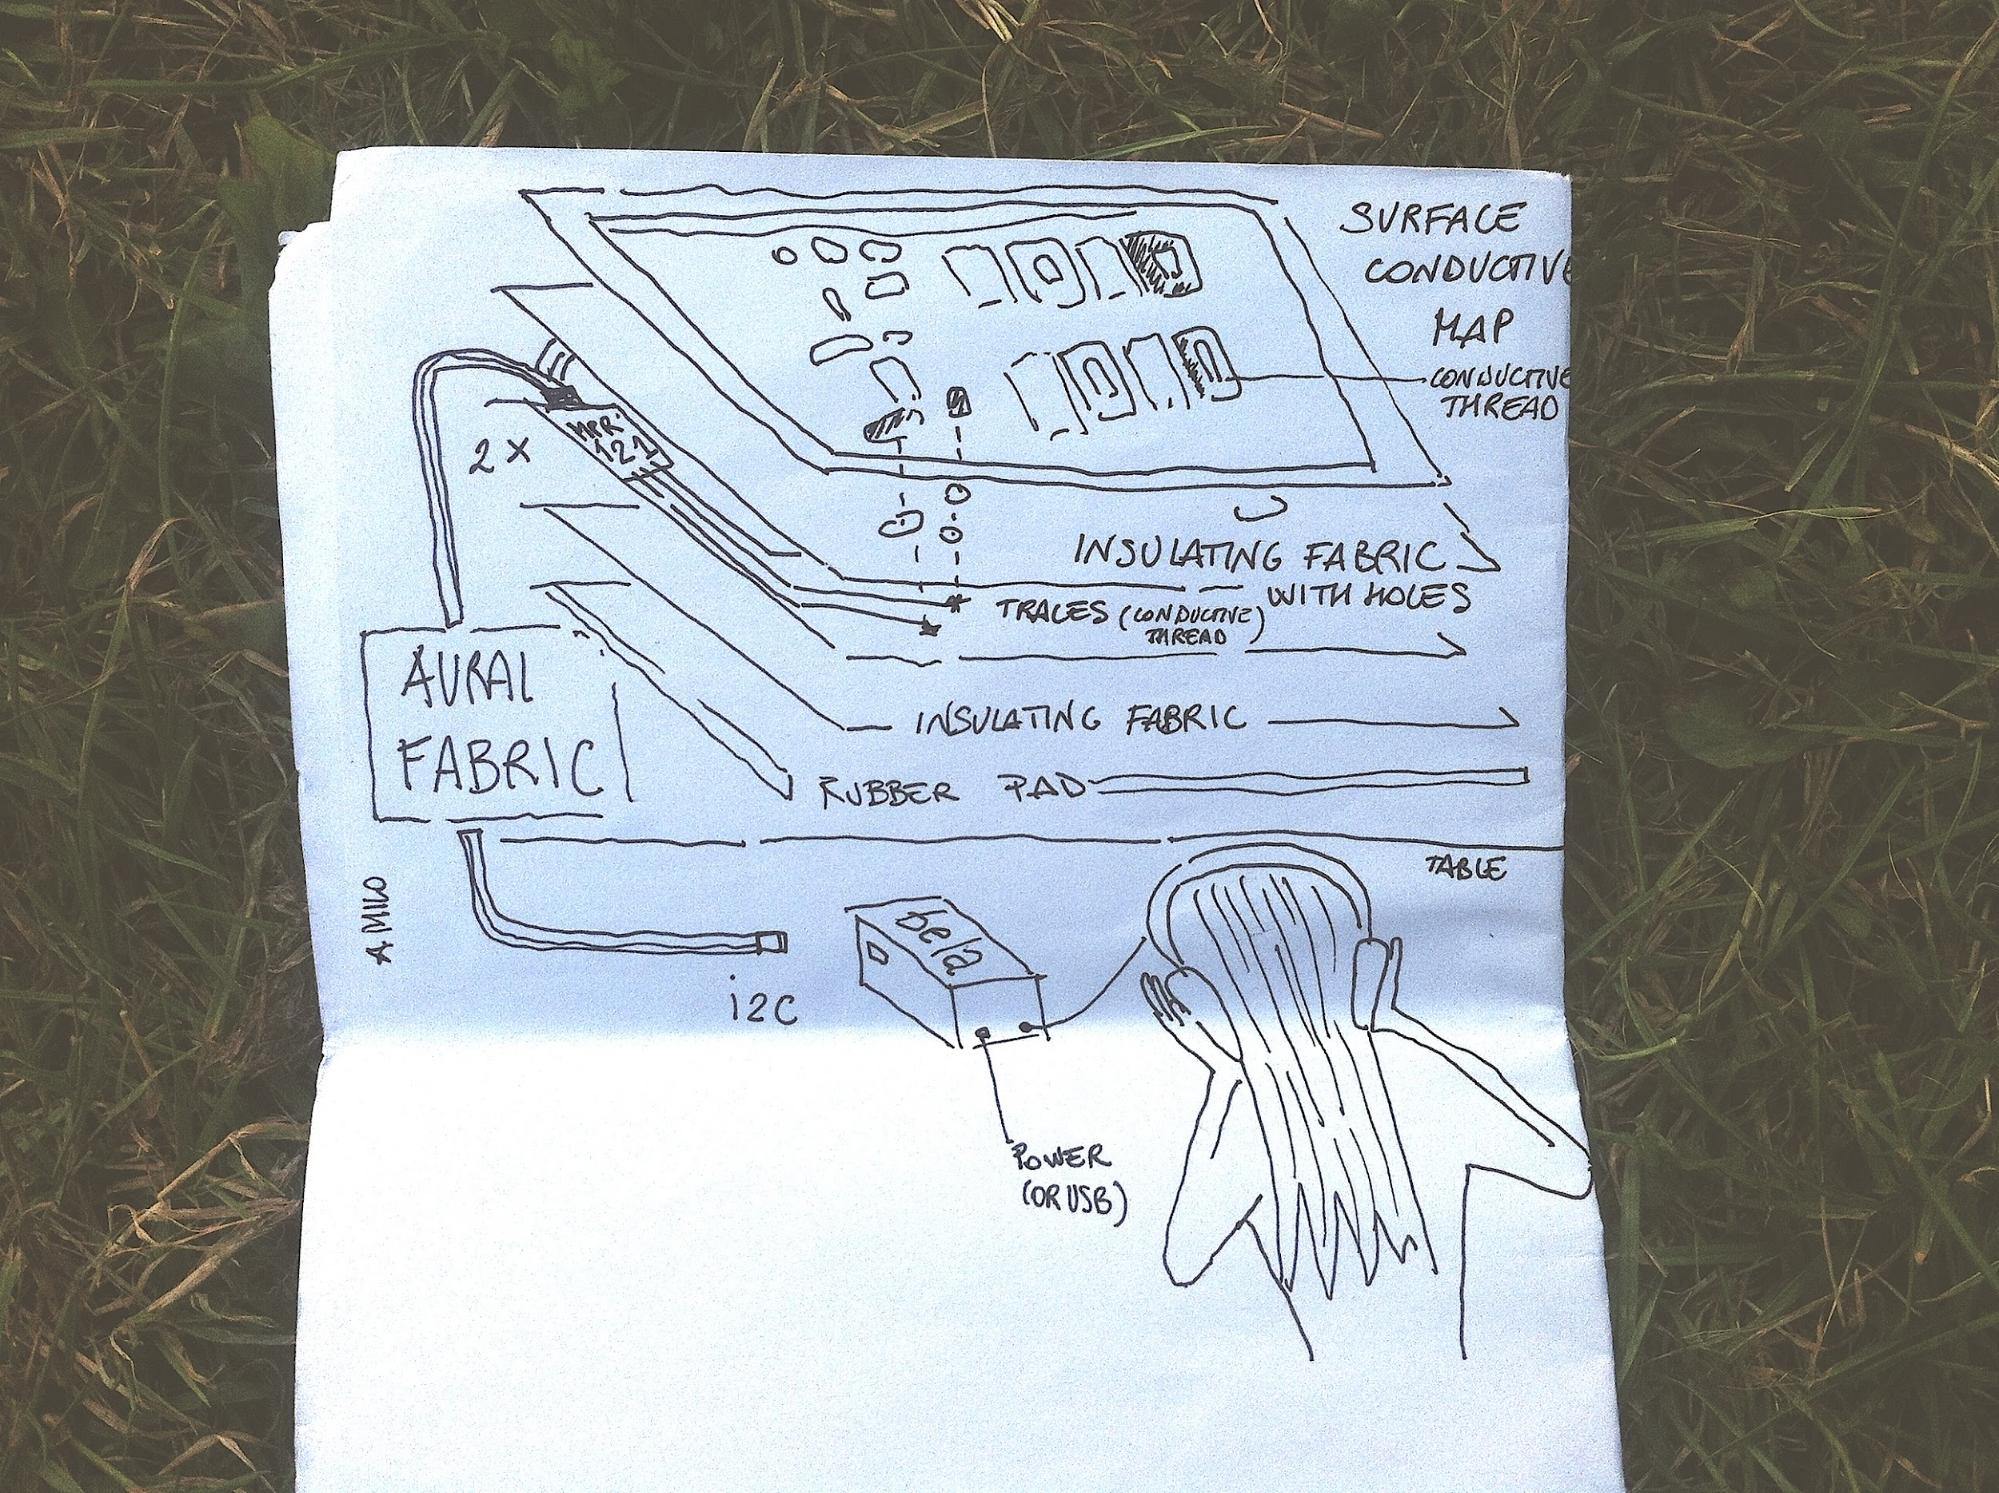 SURFACE
CONDUCTIVE
MAP
CONDUCTIVE
THREAD
2 X
MPR
121
INSULATING FABRIC
WITH HOLES
TRACES (CONDUCTIVE
THREAD)
AURAL
FABRIC
INSULATING FABRIC
RUBBER PAD
TABLE
A MILO
bela
i2C
POWER
(OR USB)